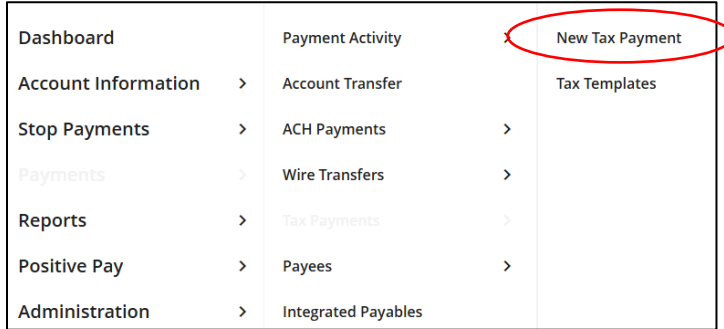 Dashboard
Account Information
Stop Payments
Payments
Reports
Positive Pay
Administration
Payment Activity
Account Transfer
ACH Payments
Wire Transfers
Tax Payments
Payees
Integrated Payables
New Tax Payment
Tax Templates